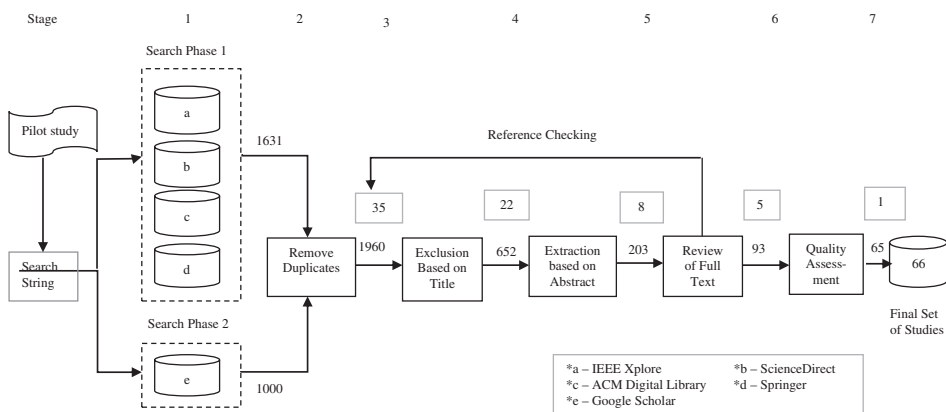 Stage 1 2 3 4 5 6 7
Search Phase 1
Pilot study
a
b
c
d
1631
Reference Checking
35
22
8
5
1
Search
String
Remove
Duplicates
1960
Exclusion
Based on
Title
652
Extraction
based on
Abstract
203
Review
of Full
Text
93
Quality
Assess-
ment
65
66
Final Set
of Studies
Search Phase 2
e
1000
*a – IEEE Xplore *b – ScienceDirect
*c – ACM Digital Library *d – Springer
*e – Google Scholar